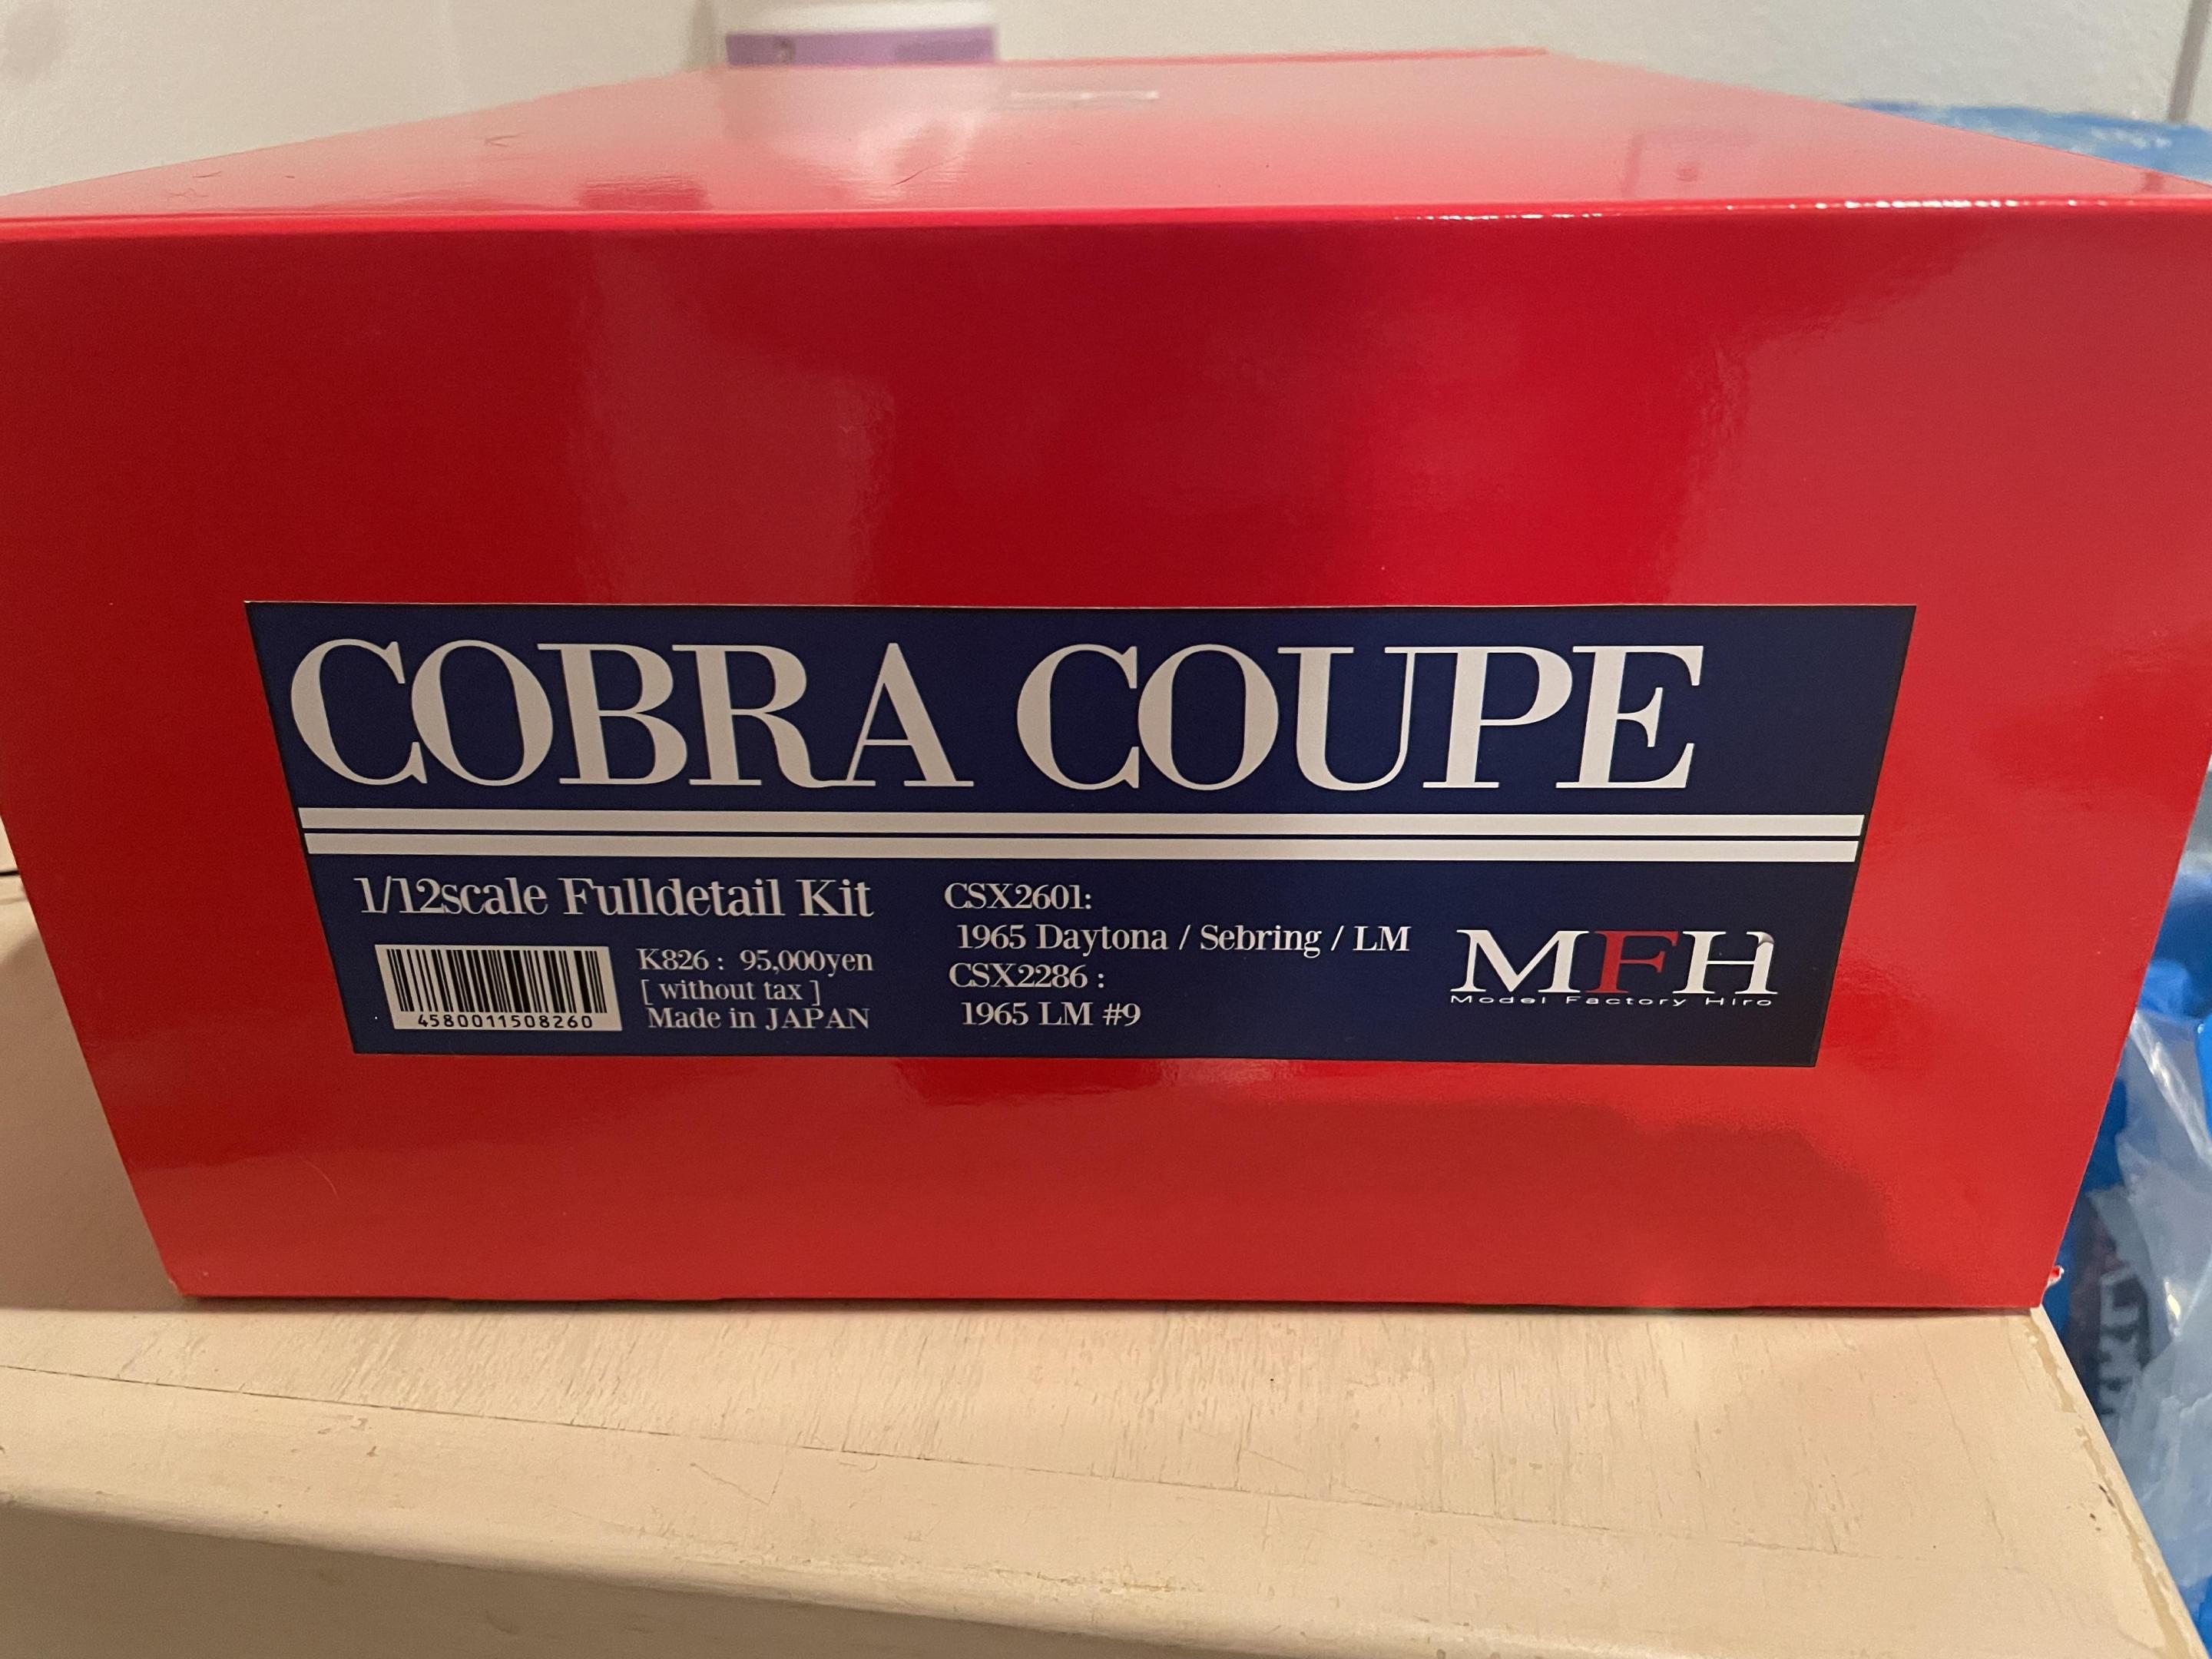 COBRA COUPE
1/12scale Fulldetail Kit
4580011508260
K826 : 95,000yen
[ without tax ]
Made in JAPAN
CSX2601:
1965 Daytona / Sebring / LM
CSX2286 :
1965 LM #9
MFH
Model Factory Hiro